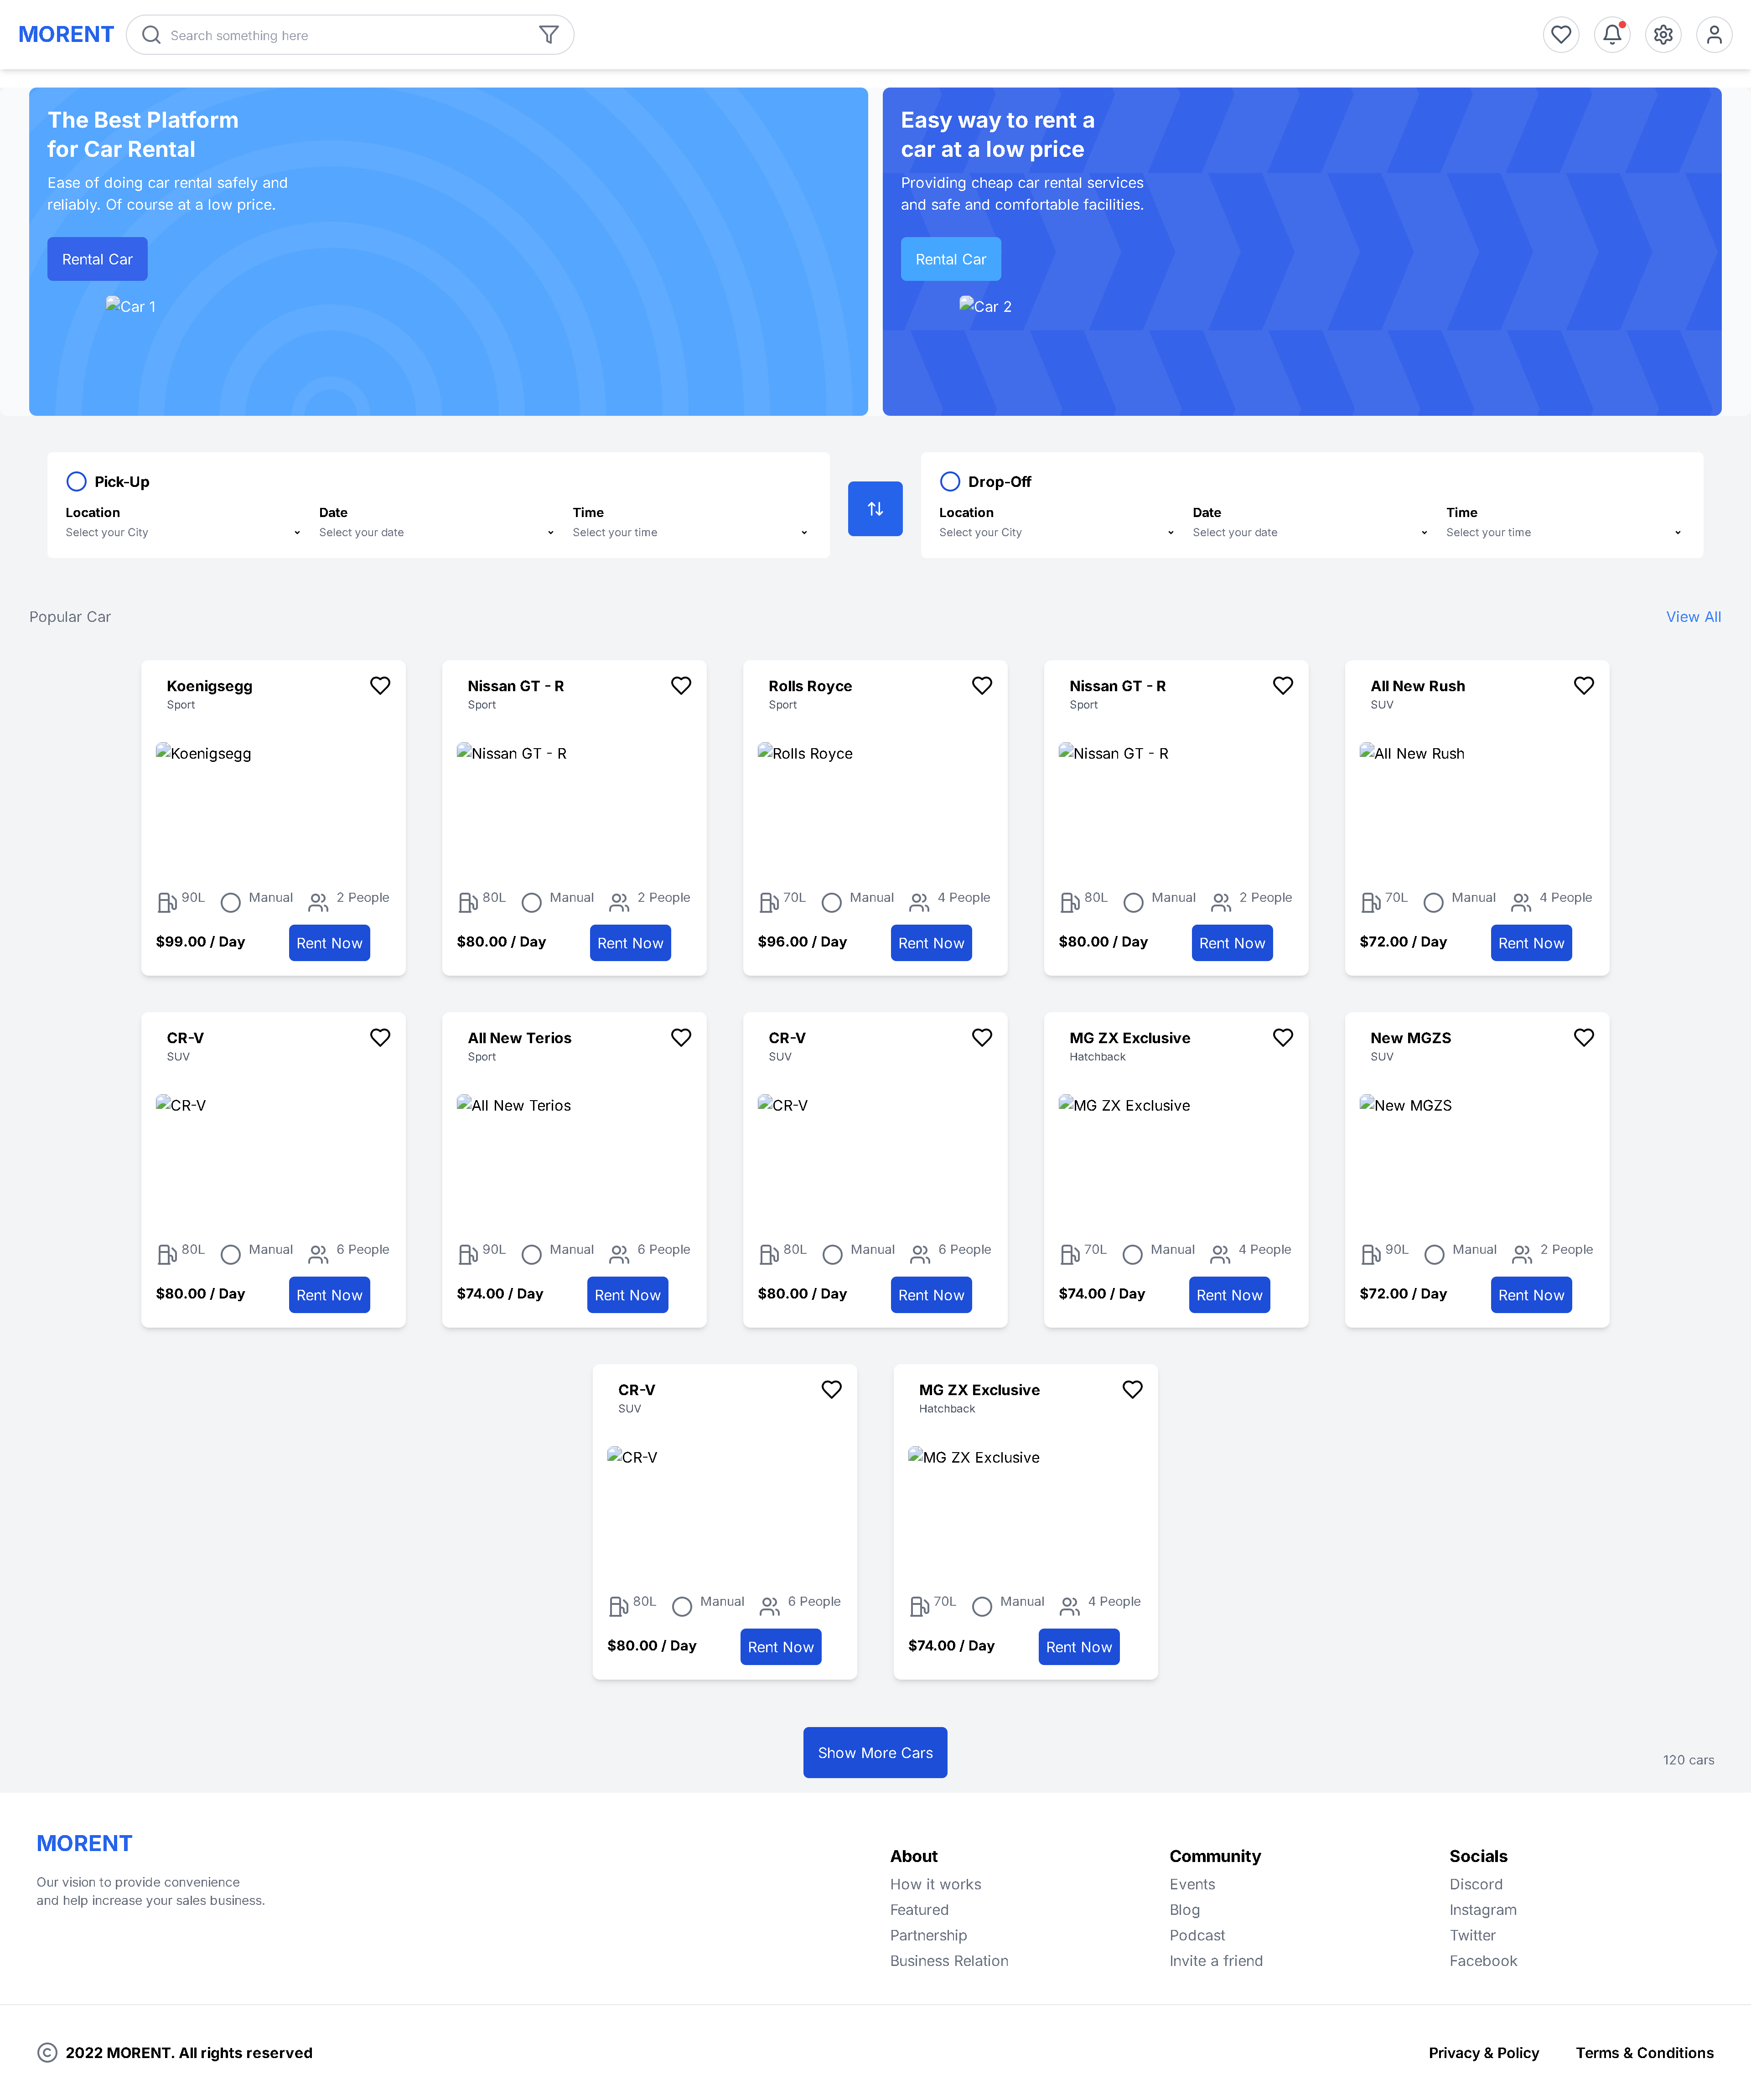 MORENT
Search something here
The Best Platform
for Car Rental
Ease of doing car rental safely and
reliably. Of course at a low price.
Rental Car
Car 1
Easy way to rent a
car at a low price
Providing cheap car rental services
and safe and comfortable facilities.
Rental Car
Car 2
Pick-Up
Location Date Time
Select your City Select your date Select your time
Drop-Off
Location Date Time
Select your City Select your date Select your time
Popular Car View All
Koenigsegg
Sport
Koenigsegg
90L Manual 2 People
$99.00 / Day Rent Now
Nissan GT - R
Sport
Nissan GT - R
80L Manual 2 People
$80.00 / Day Rent Now
Rolls Royce
Sport
Rolls Royce
70L Manual 4 People
$96.00 / Day Rent Now
Nissan GT - R
Sport
Nissan GT - R
80L Manual 2 People
$80.00 / Day Rent Now
All New Rush
SUV
All New Rush
70L Manual 4 People
$72.00 / Day Rent Now
CR-V
SUV
CR-V
80L Manual 6 People
$80.00 / Day Rent Now
All New Terios
Sport
All New Terios
90L Manual 6 People
$74.00 / Day Rent Now
CR-V
SUV
CR-V
80L Manual 6 People
$80.00 / Day Rent Now
MG ZX Exclusive
Hatchback
MG ZX Exclusive
70L Manual 4 People
$74.00 / Day Rent Now
New MGZS
SUV
New MGZS
90L Manual 2 People
$72.00 / Day Rent Now
CR-V
SUV
CR-V
80L Manual 6 People
$80.00 / Day Rent Now
MG ZX Exclusive
Hatchback
MG ZX Exclusive
70L Manual 4 People
$74.00 / Day Rent Now
Show More Cars
120 cars
MORENT
Our vision to provide convenience
and help increase your sales business.
About
How it works
Featured
Partnership
Business Relation
Community
Events
Blog
Podcast
Invite a friend
Socials
Discord
Instagram
Twitter
Facebook
© 2022 MORENT. All rights reserved
Privacy & Policy Terms & Conditions